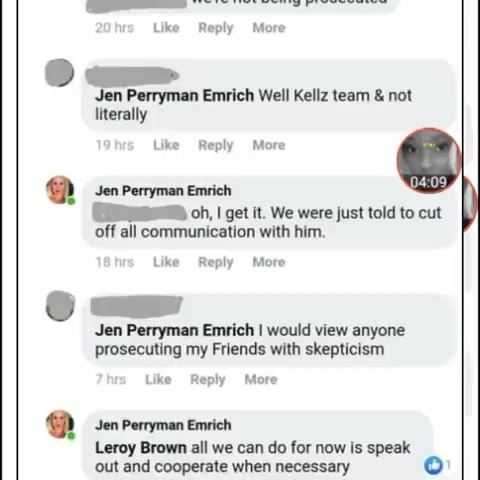 we're not being prosecuted
20 hrs Like Reply More
Jen Perryman Emrich Well Kellz team & not
literally
19 hrs Like Reply More
04:09
Jen Perryman Emrich
oh, I get it. We were just told to cut
off all communication with him.
18 hrs Like Reply More
Jen Perryman Emrich I would view anyone
prosecuting my Friends with skepticism
7 hrs Like Reply More
Jen Perryman Emrich
Leroy Brown all we can do for now is speak
out and cooperate when necessary
1